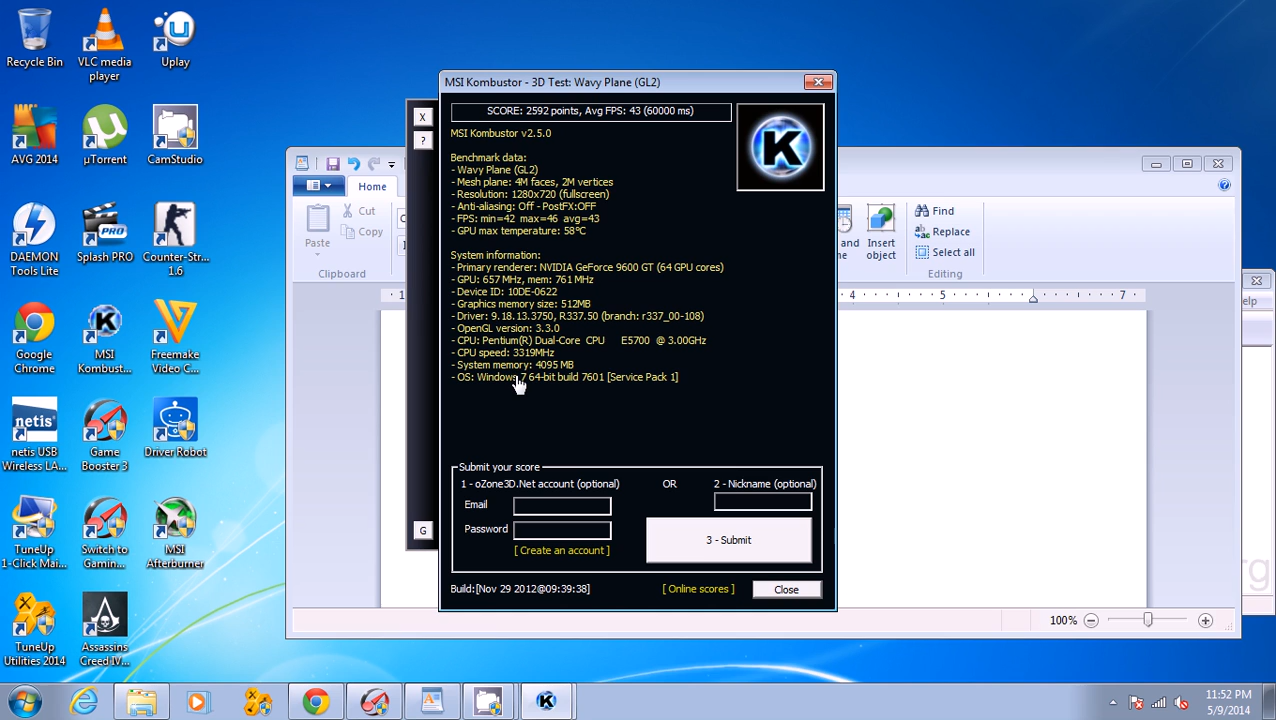 Recycle Bin
VLC media
player
Uplay
AVG 2014
µTorrent
CamStudio
DAEMON
Tools Lite
Splash PRO
Counter-Str...
1.6
Google
Chrome
MSI
Kombustor
Freemake
Video C...
netis USB
Wireless LA...
Game
Booster 3
Driver Robot
TuneUp
1-Click Mai...
Switch to
Gamin...
MSI
Afterburner
TuneUp
Utilities 2014
Assassins
Creed IV...
X
?
G
MSI Kombustor - 3D Test: Wavy Plane (GL2)
SCORE: 2592 points, Avg FPS: 43 (60000 ms)
K
MSI Kombustor v2.5.0
Benchmark data:
- Wavy Plane (GL2)
- Mesh plane: 4M faces, 2M vertices
- Resolution: 1280x720 (fullscreen)
- Anti-aliasing: Off - PostFX:OFF
- FPS: min=42 max=46 avg=43
- GPU max temperature: 58°C
System information:
- Primary renderer: NVIDIA GeForce 9600 GT (64 GPU cores)
- GPU: 657 MHz, mem: 761 MHz
- Device ID: 10DE-0622
- Graphics memory size: 512MB
- Driver: 9.18.13.3750, R337.50 (branch: r337_00-108)
- OpenGL version: 3.3.0
- CPU: Pentium(R) Dual-Core CPU E5700 @ 3.00GHz
- CPU speed: 3319MHz
- System memory: 4095 MB
- OS: Windows 7 64-bit build 7601 [Service Pack 1]
Submit your score
1 - oZone3D.Net account (optional)
OR
2 - Nickname (optional)
Email
Password
[ Create an account ]
3 - Submit
Build:[Nov 29 2012@09:39:38]
[ Online scores ]
Close
Home
Paste
Cut
Copy
Clipboard
and
Insert
object
Find
Replace
Select all
Editing
1
4
5
7
elp
rg
100%
11:52 PM
5/9/2014